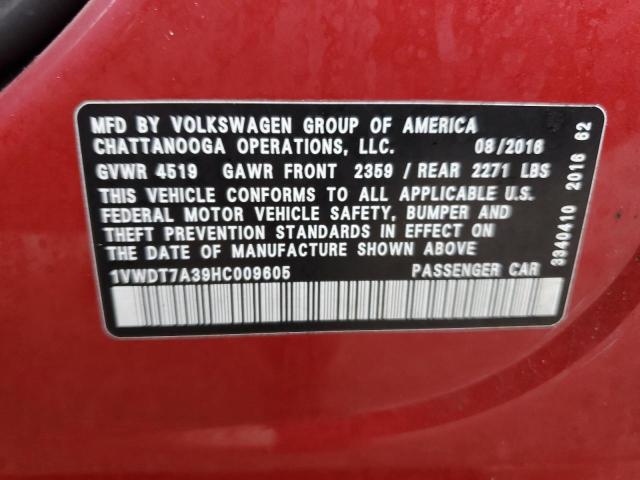 MFD BY VOLKSWAGEN GROUP OF AMERICA
CHATTANOOGA OPERATIONS, LLC. 08/2016
GVWR 4519 GAWR FRONT 2359 / REAR 2271 LBS
THIS VEHICLE CONFORMS TO ALL APPLICABLE U.S.
FEDERAL MOTOR VEHICLE SAFETY, BUMPER AND
THEFT PREVENTION STANDARDS IN EFFECT ON
THE DATE OF MANUFACTURE SHOWN ABOVE
1VWDT7A39HC009605 PASSENGER CAR
3340410 2016 62